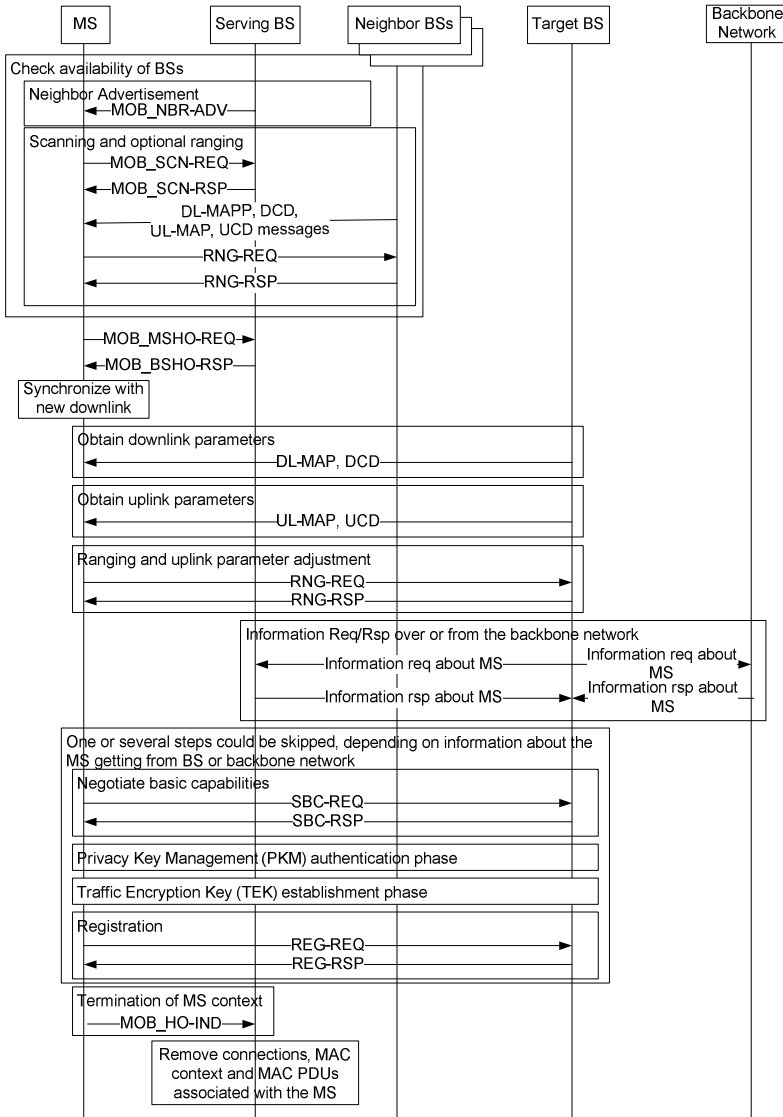 MS
Serving BS
Neighbor BSs
Target BS
Backbone
Network
Check availability of BSs
Neighbor Advertisement
MOB_NBR-ADV
Scanning and optional ranging
MOB_SCN-REQ
MOB_SCN-RSP
DL-MAPP, DCD,
UL-MAP, UCD messages
RNG-REQ
RNG-RSP
MOB_MSHO-REQ
MOB_BSHO-RSP
Synchronize with
new downlink
Obtain downlink parameters
DL-MAP, DCD
Obtain uplink parameters
UL-MAP, UCD
Ranging and uplink parameter adjustment
RNG-REQ
RNG-RSP
Information Req/Rsp over or from the backbone network
Information req about MS
Information req about
MS
Information rsp about MS
Information rsp about
MS
One or several steps could be skipped, depending on information about the
MS getting from BS or backbone network
Negotiate basic capabilities
SBC-REQ
SBC-RSP
Privacy Key Management (PKM) authentication phase
Traffic Encryption Key (TEK) establishment phase
Registration
REG-REQ
REG-RSP
Termination of MS context
MOB_HO-IND
Remove connections, MAC
context and MAC PDUs
associated with the MS